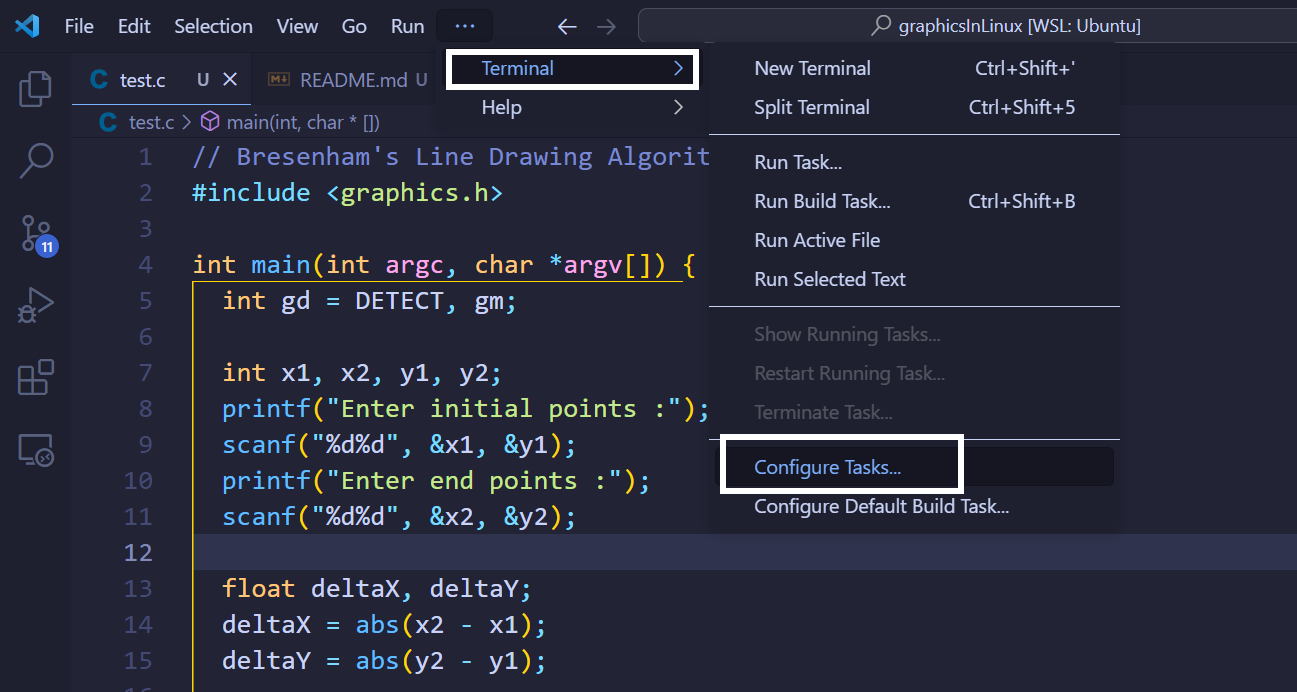 File Edit Selection View Go Run ··· graphicsInLinux [WSL: Ubuntu]
test.c U README.md U
test.c > main(int, char * [])
Terminal
Help
New Terminal Ctrl+Shift+'
Split Terminal Ctrl+Shift+5
Run Task...
Run Build Task... Ctrl+Shift+B
Run Active File
Run Selected Text
Show Running Tasks...
Restart Running Task...
Terminate Task...
Configure Tasks...
Configure Default Build Task...
11
1 // Bresenham's Line Drawing Algorit
2 #include <graphics.h>
3
4 int main(int argc, char *argv[]) {
5 int gd = DETECT, gm;
6
7 int x1, x2, y1, y2;
8 printf("Enter initial points :");
9 scanf("%d%d", &x1, &y1);
10 printf("Enter end points :");
11 scanf("%d%d", &x2, &y2);
12
13 float deltaX, deltaY;
14 deltaX = abs(x2 - x1);
15 deltaY = abs(y2 - y1);